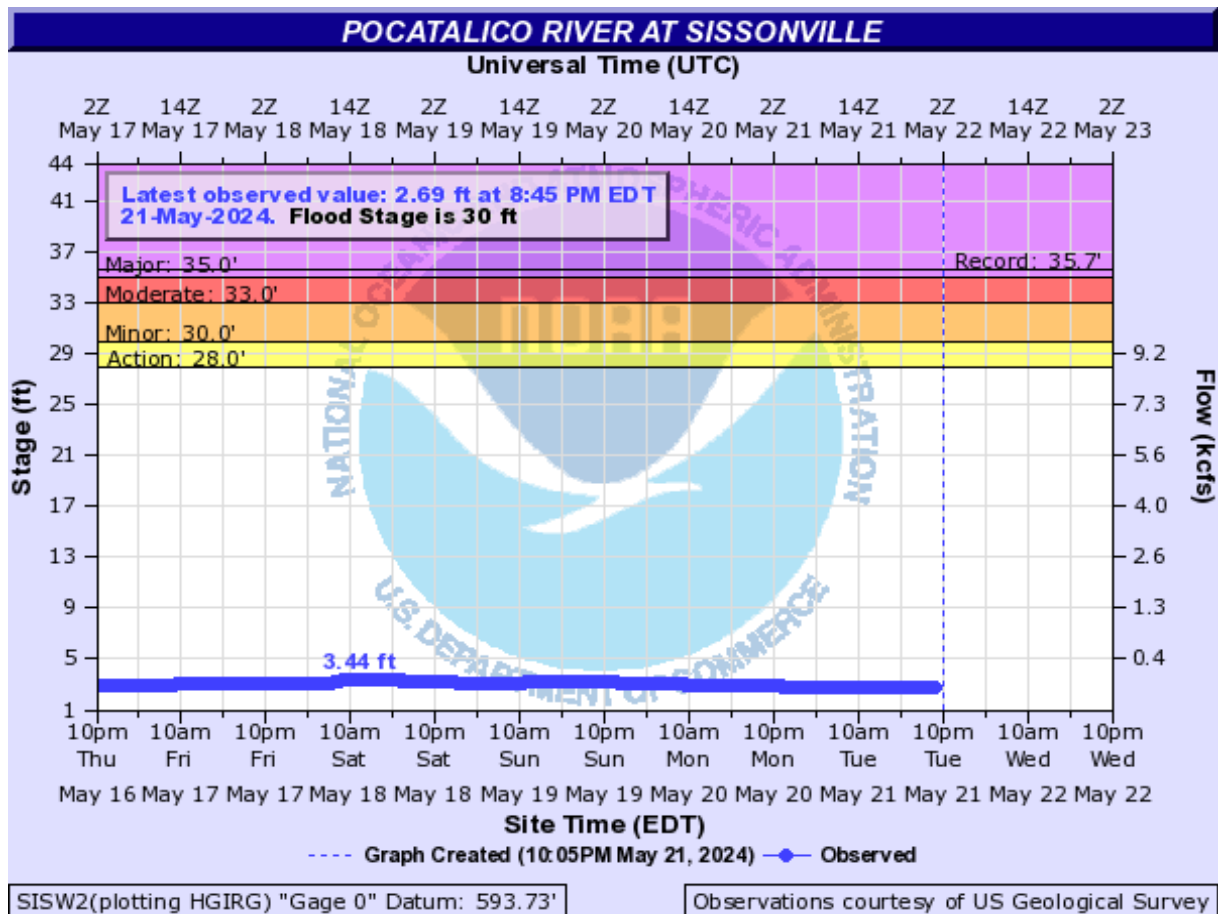 POCATALICO RIVER AT SISSONVILLE
Universal Time (UTC)
2Z 14Z 2Z 14Z 2Z 14Z 2Z 14Z 2Z 14Z 2Z 14Z 2Z
May 17 May 17 May 18 May 18 May 19 May 19 May 20 May 20 May 21 May 21 May 22 May 22 May 23
Latest observed value: 2.69 ft at 8:45 PM EDT
21-May-2024. Flood Stage is 30 ft
Major: 35.0'
Record: 35.7'
Moderate: 33.0'
Minor: 30.0'
Action: 28.0'
44
41
37
33
29
25
21
17
13
9
5
1
Stage (ft)
9.2
7.3
5.6
4.0
2.6
1.3
0.4
Flow (kcfs)
NATIONAL OCEANIC AND ATMOSPHERIC ADMINISTRATION
NOAA
U.S. DEPARTMENT OF COMMERCE
3.44 ft
10pm 10am 10pm 10am 10pm 10am 10pm 10am 10pm 10am 10pm 10am 10pm
Thu Fri Fri Sat Sat Sun Sun Mon Mon Tue Tue Wed Wed
May 16 May 17 May 17 May 18 May 18 May 19 May 19 May 20 May 20 May 21 May 21 May 22 May 22
Site Time (EDT)
Graph Created (10:05PM May 21, 2024) Observed
SISW2(plotting HGIRG) "Gage 0" Datum: 593.73'
Observations courtesy of US Geological Survey